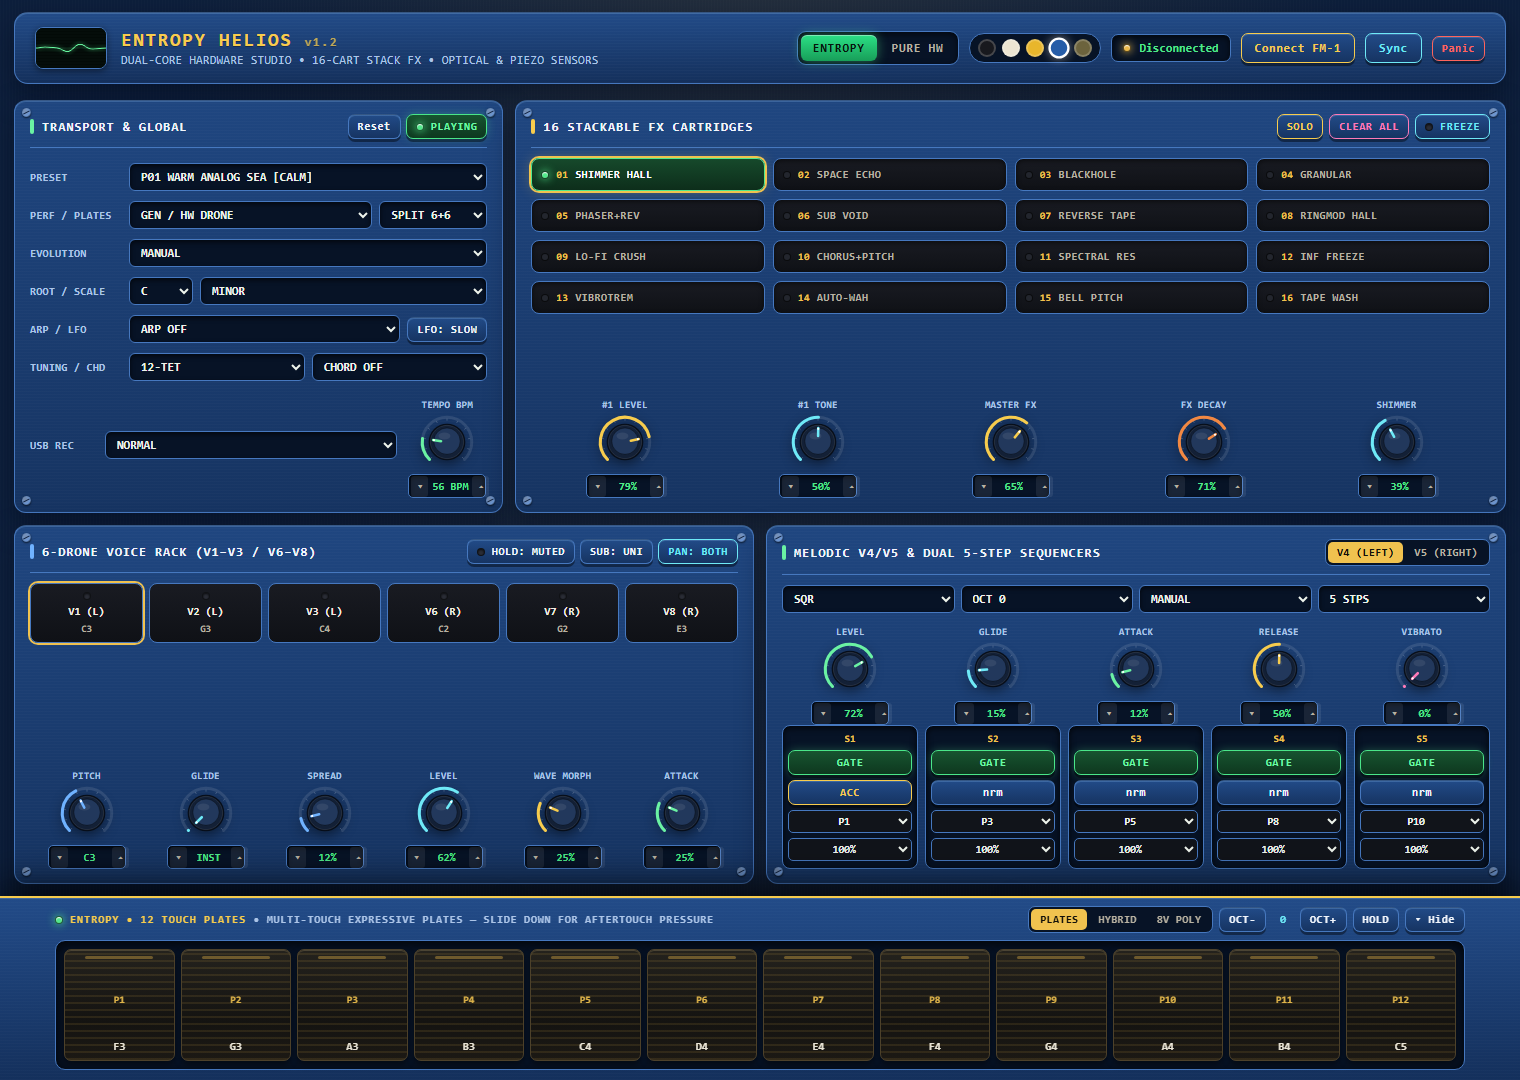 ENTROPY HELIOS v1.2
DUAL-CORE HARDWARE STUDIO • 16-CART STACK FX • OPTICAL & PIEZO SENSORS
ENTROPY PURE HW
Disconnected
Connect FM-1
Sync
Panic
TRANSPORT & GLOBAL
Reset
PLAYING
PRESET P01 WARM ANALOG SEA [CALM]
PERF / PLATES GEN / HW DRONE SPLIT 6+6
EVOLUTION MANUAL
ROOT / SCALE C MINOR
ARP / LFO ARP OFF LFO: SLOW
TUNING / CHD 12-TET CHORD OFF
TEMPO BPM
USB REC NORMAL
56 BPM
16 STACKABLE FX CARTRIDGES
SOLO CLEAR ALL FREEZE
01 SHIMMER HALL 02 SPACE ECHO 03 BLACKHOLE 04 GRANULAR
05 PHASER+REV 06 SUB VOID 07 REVERSE TAPE 08 RINGMOD HALL
09 LO-FI CRUSH 10 CHORUS+PITCH 11 SPECTRAL RES 12 INF FREEZE
13 VIBROTREM 14 AUTO-WAH 15 BELL PITCH 16 TAPE WASH
#1 LEVEL #1 TONE MASTER FX FX DECAY SHIMMER
79% 50% 65% 71% 39%
6-DRONE VOICE RACK (V1–V3 / V6–V8)
HOLD: MUTED SUB: UNI PAN: BOTH
V1 (L) V2 (L) V3 (L) V6 (R) V7 (R) V8 (R)
C3 G3 C4 C2 G2 E3
PITCH GLIDE SPREAD LEVEL WAVE MORPH ATTACK
C3 INST 12% 62% 25% 25%
MELODIC V4/V5 & DUAL 5-STEP SEQUENCERS
V4 (LEFT) V5 (RIGHT)
SQR OCT 0 MANUAL 5 STPS
LEVEL GLIDE ATTACK RELEASE VIBRATO
72% 15% 12% 50% 0%
S1 S2 S3 S4 S5
GATE GATE GATE GATE GATE
ACC nrm nrm nrm nrm
P1 P3 P5 P8 P10
100% 100% 100% 100% 100%
ENTROPY • 12 TOUCH PLATES • MULTI-TOUCH EXPRESSIVE PLATES — SLIDE DOWN FOR AFTERTOUCH PRESSURE
PLATES HYBRID 8V POLY OCT- 0 OCT+ HOLD ▾ Hide
P1 P2 P3 P4 P5 P6 P7 P8 P9 P10 P11 P12
F3 G3 A3 B3 C4 D4 E4 F4 G4 A4 B4 C5